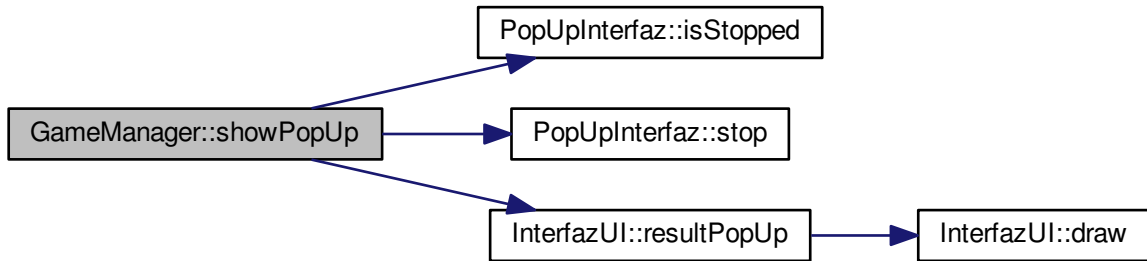 PopUpInterfaz::isStopped
GameManager::showPopUp
PopUpInterfaz::stop
InterfazUI::resultPopUp
InterfazUI::draw